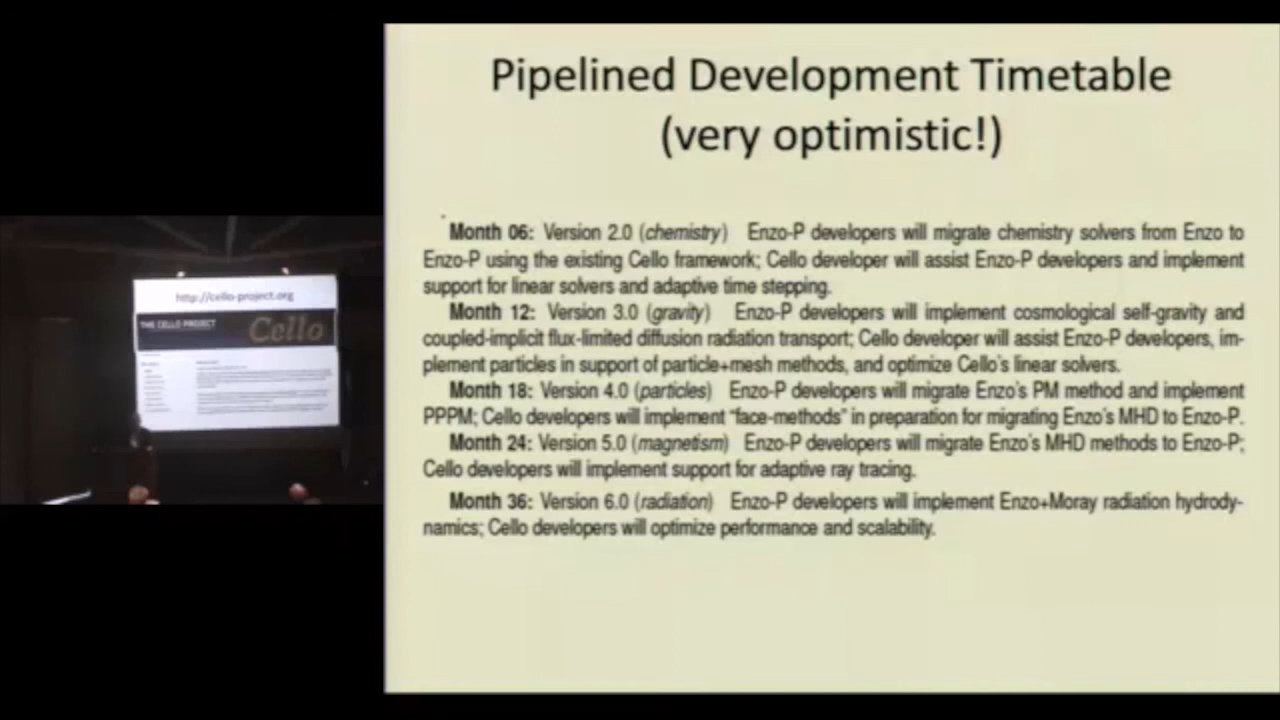 http://cello-project.org
THE CELLO PROJECT
Cello
Pipelined Development Timetable
(very optimistic!)
Month 06: Version 2.0 (chemistry) Enzo-P developers will migrate chemistry solvers from Enzo to
Enzo-P using the existing Cello framework; Cello developer will assist Enzo-P developers and implement
support for linear solvers and adaptive time stepping.
Month 12: Version 3.0 (gravity) Enzo-P developers will implement cosmological self-gravity and
coupled-implicit flux-limited diffusion radiation transport; Cello developer will assist Enzo-P developers, im-
plement particles in support of particle+mesh methods, and optimize Cello's linear solvers.
Month 18: Version 4.0 (particles) Enzo-P developers will migrate Enzo's PM method and implement
PPPM; Cello developers will implement "face-methods" in preparation for migrating Enzo's MHD to Enzo-P.
Month 24: Version 5.0 (magnetism) Enzo-P developers will migrate Enzo's MHD methods to Enzo-P;
Cello developers will implement support for adaptive ray tracing.
Month 36: Version 6.0 (radiation) Enzo-P developers will implement Enzo+Moray radiation hydrody-
namics; Cello developers will optimize performance and scalability.